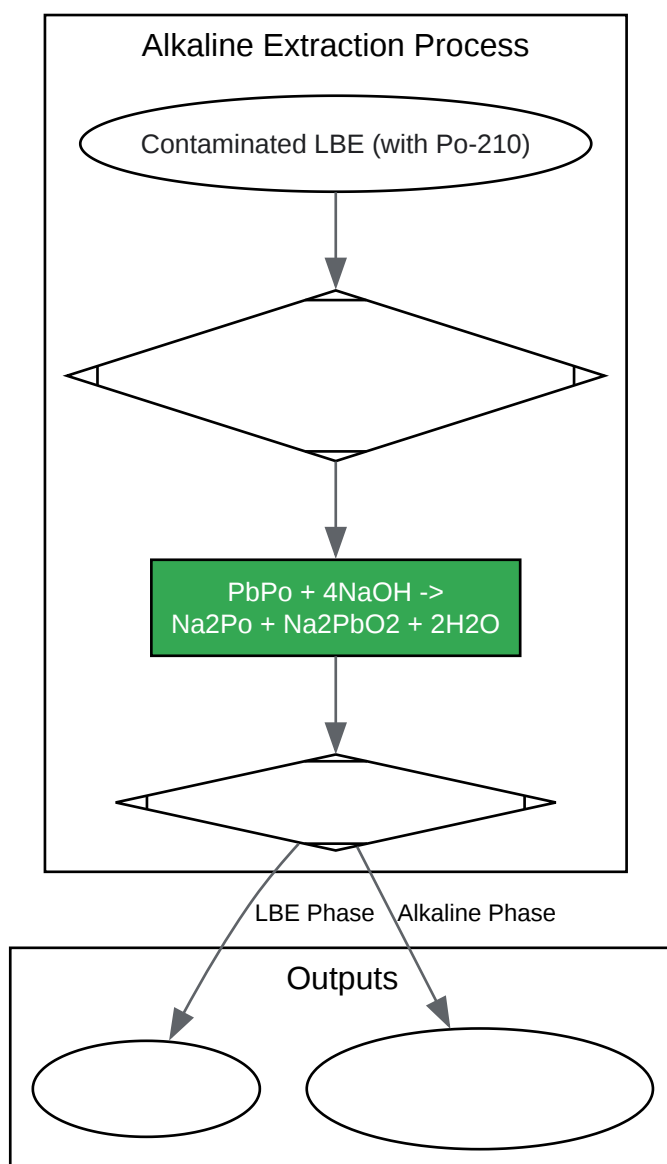 Alkaline Extraction Process
Contaminated LBE (with Po-210)
PbPo + 4NaOH ->
Na2Po + Na2PbO2 + 2H2O
LBE Phase
Alkaline Phase
Outputs